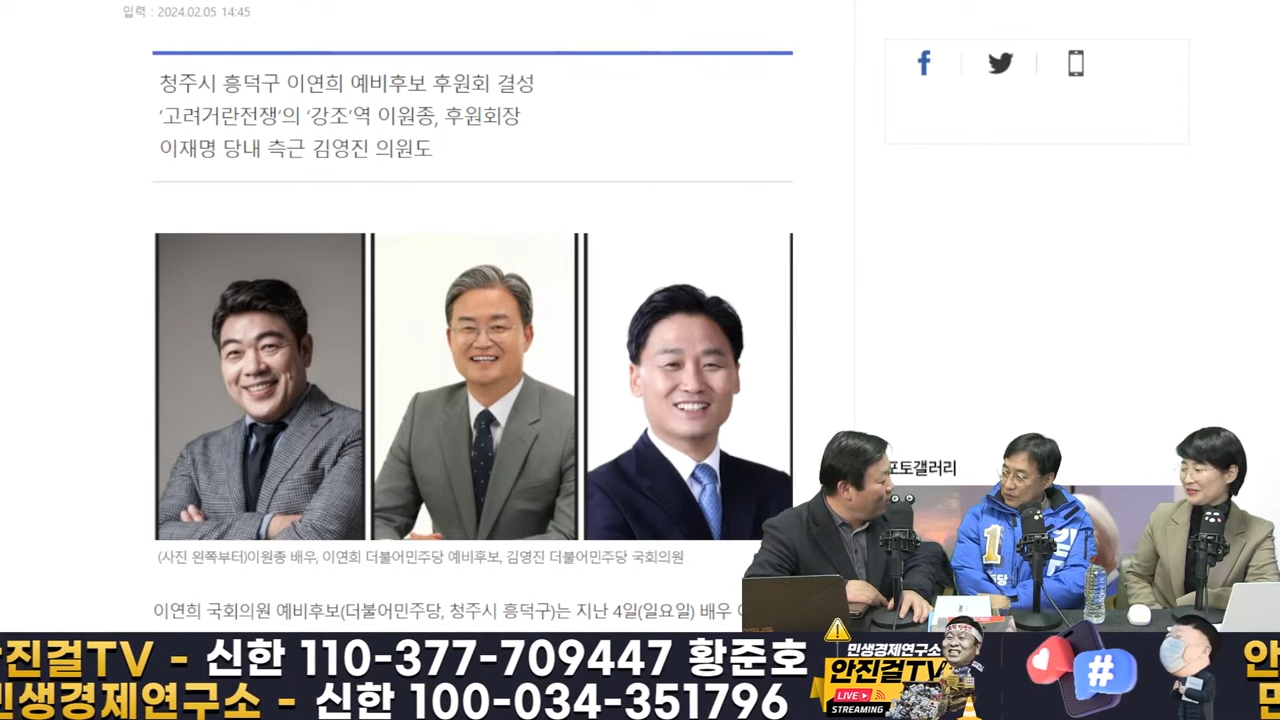 입력 : 2024.02.05 14:45
청주시 흥덕구 이연희 예비후보 후원회 결성
'고려거란전쟁'의 '강조'역 이원종, 후원회장
이재명 당내 측근 김영진 의원도
(사진 왼쪽부터)이원종 배우, 이연희 더불어민주당 예비후보, 김영진 더불어민주당 국회의원
이연희 국회의원 예비후보(더불어민주당, 청주시 흥덕구)는 지난 4일(일요일) 배우
포토갤러리
1
진걸TV - 신한 110-377-709447 황준호
민생경제연구소 - 신한 100-034-351796
민생경제연구소
안진걸TV
LIVE
STREAMING
#
안